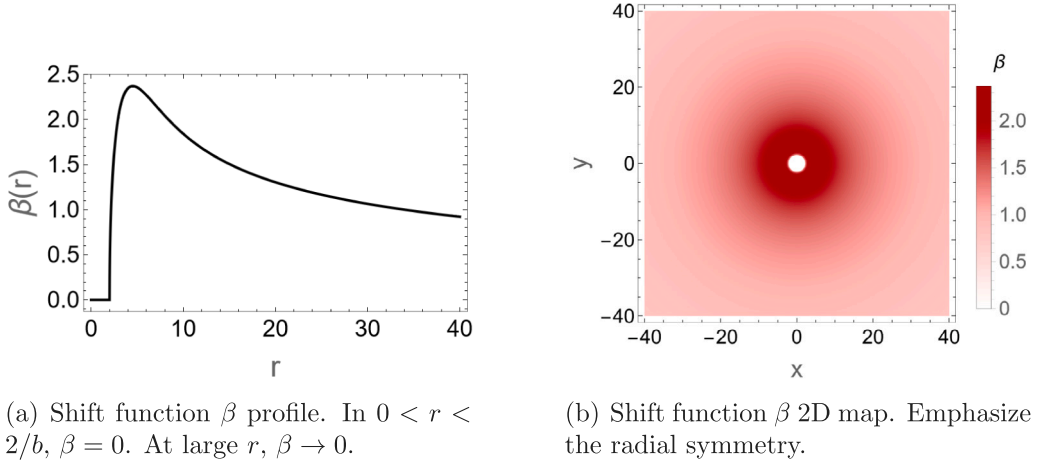 2.5
2.0
1.5
1.0
0.5
0.0
β(r)
0 10 20 30 40
r
40
20
0
−20
−40
y
−40 −20 0 20 40
x
β
2.0
1.5
1.0
0.5
0
(a) Shift function β profile. In 0 < r <
2/b, β = 0. At large r, β → 0.
(b) Shift function β 2D map. Emphasize
the radial symmetry.